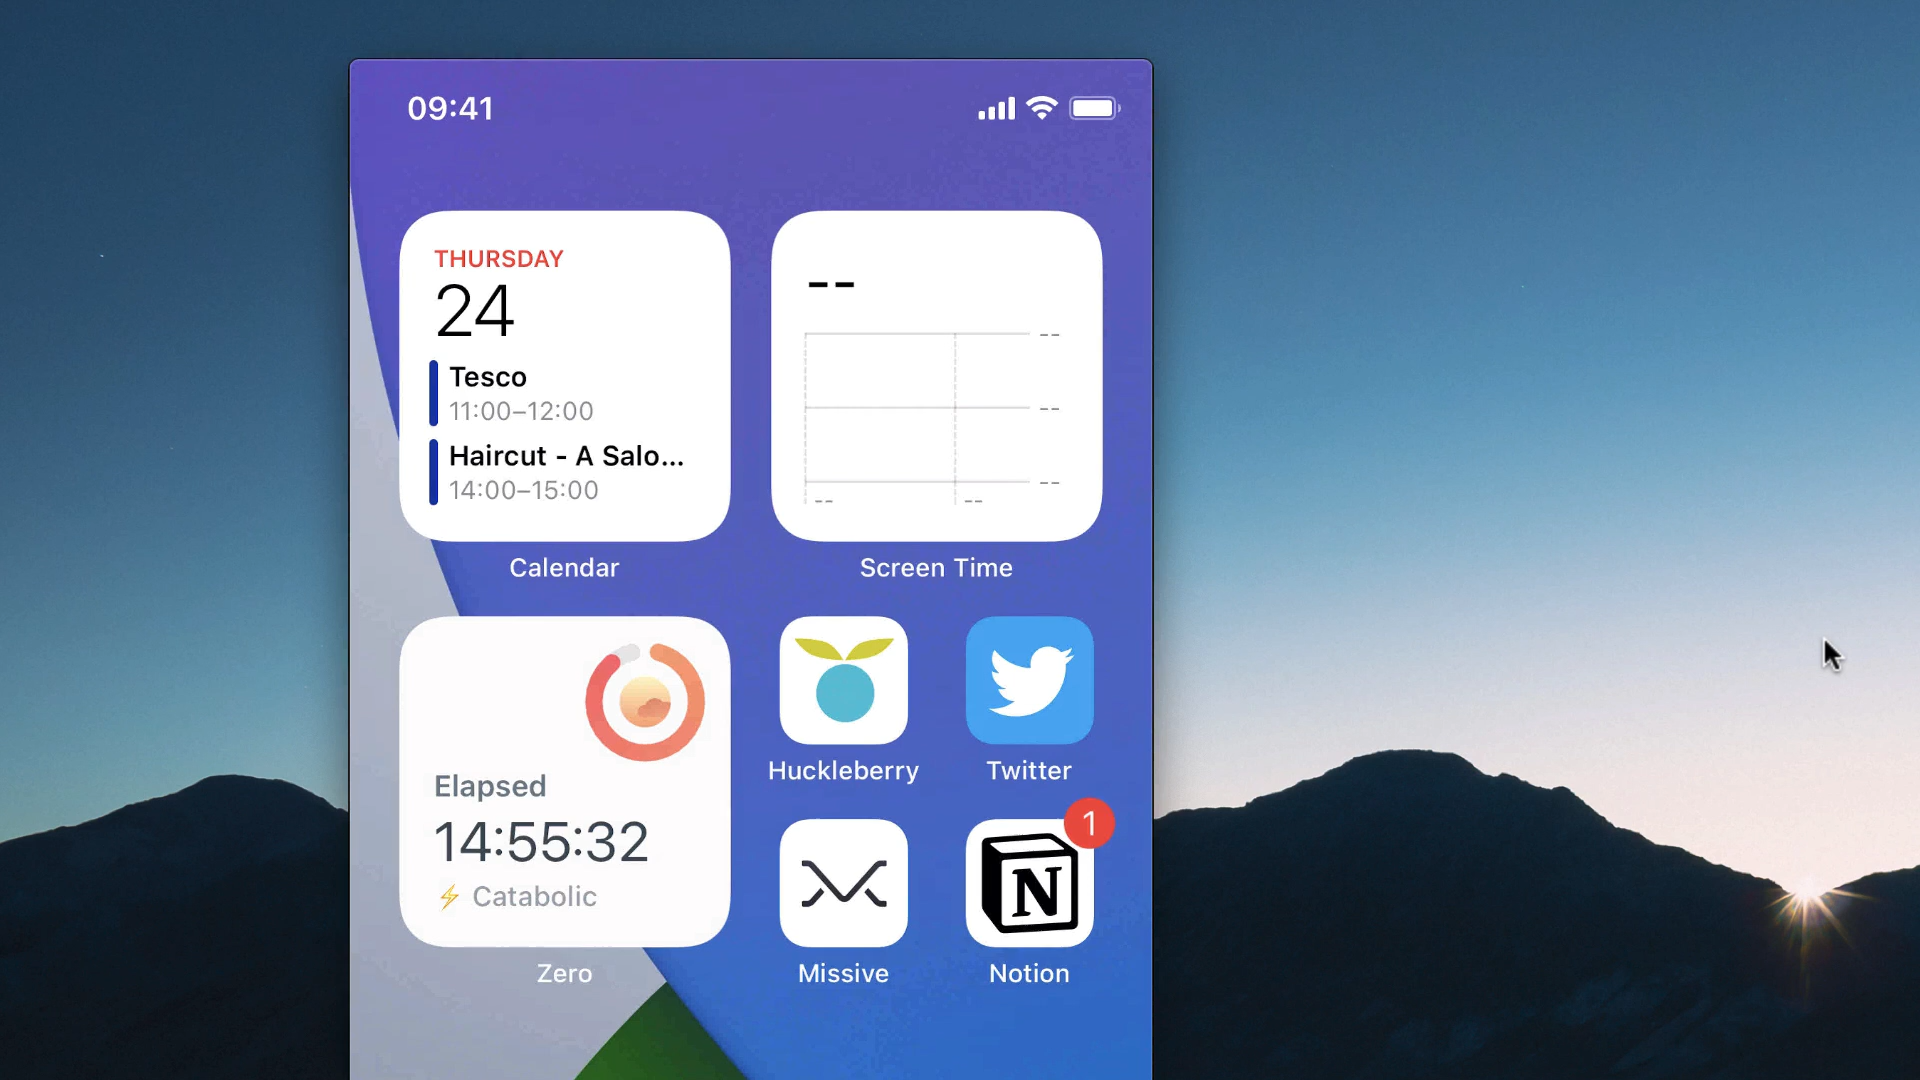 09:41
THURSDAY
24
Tesco
11:00–12:00
Haircut - A Salo...
14:00–15:00
Calendar
--
--
--
--
-- --
Screen Time
Elapsed
14:55:32
Catabolic
Zero
Huckleberry
Twitter
1
N
Missive
Notion